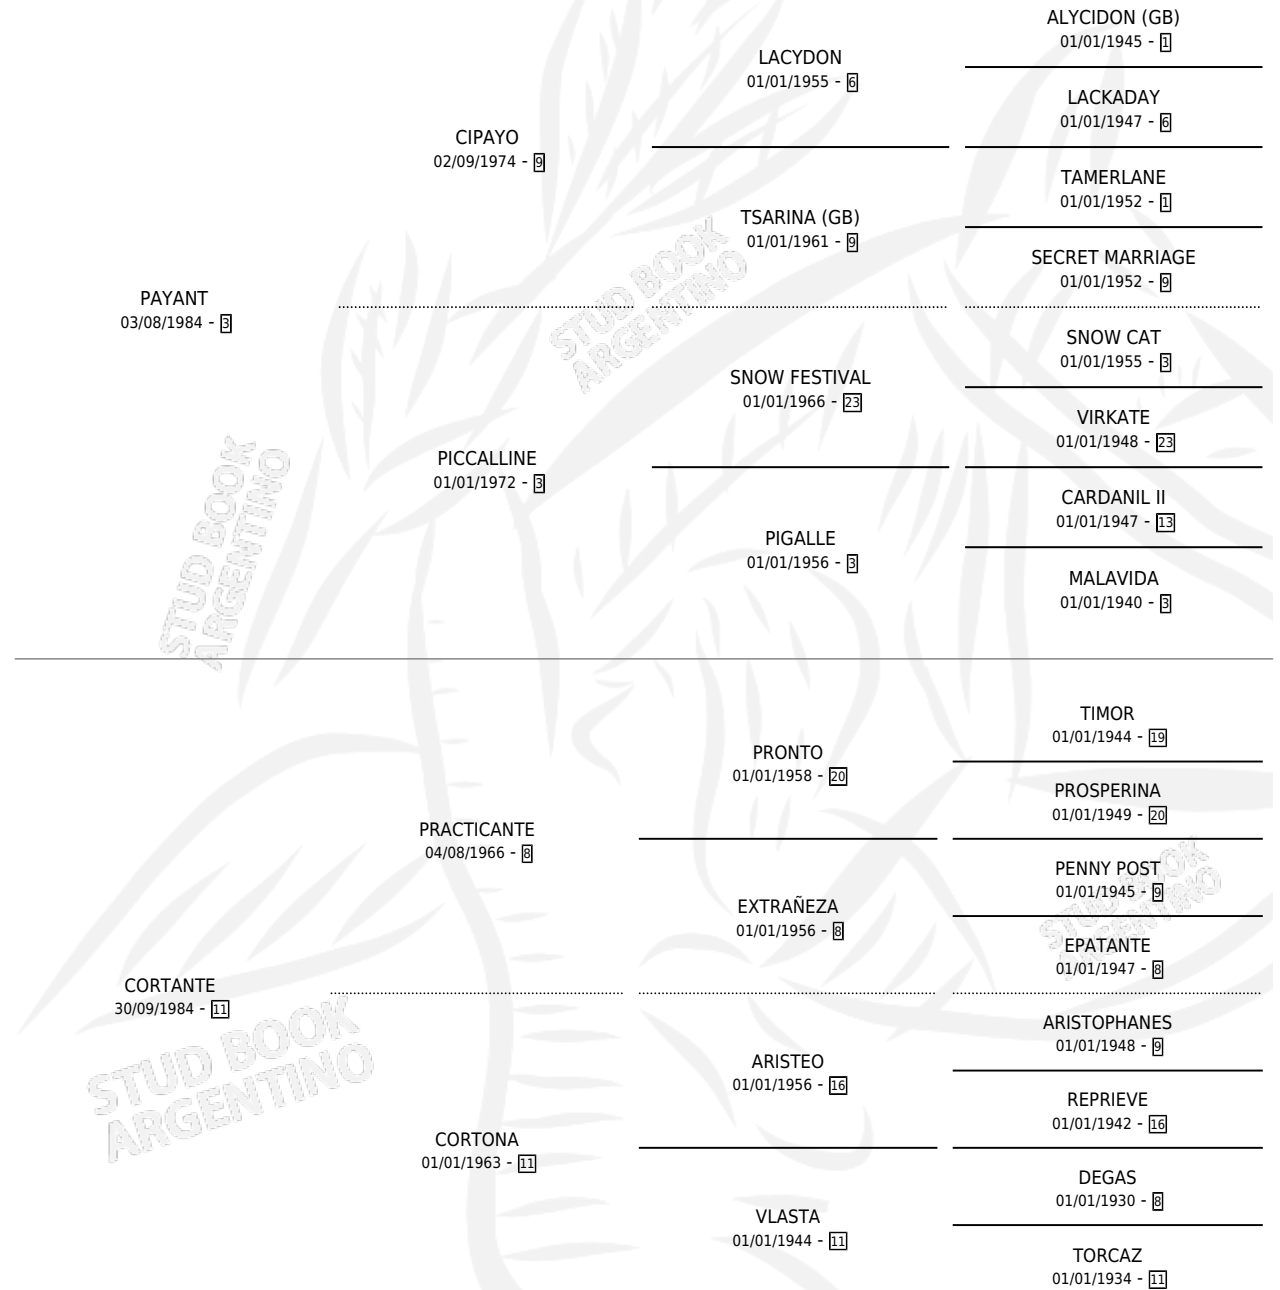 ALYCIDON (GB)
01/01/1945 - 1
LACYDON
01/01/1955 - 6
LACKADAY
01/01/1947 - 6
CIPAYO
02/09/1974 - 9
TAMERLANE
01/01/1952 - 1
TSARINA (GB)
01/01/1961 - 9
SECRET MARRIAGE
01/01/1952 - 9
PAYANT
03/08/1984 - 3
SNOW CAT
01/01/1955 - 3
SNOW FESTIVAL
01/01/1966 - 23
VIRKATE
01/01/1948 - 23
PICCALLINE
01/01/1972 - 3
CARDANIL II
01/01/1947 - 13
PIGALLE
01/01/1956 - 3
MALAVIDA
01/01/1940 - 3
TIMOR
01/01/1944 - 19
PRONTO
01/01/1958 - 20
PROSPERINA
01/01/1949 - 20
PRACTICANTE
04/08/1966 - 8
PENNY POST
01/01/1945 - 9
EXTRAÑEZA
01/01/1956 - 8
EPATANTE
01/01/1947 - 8
CORTANTE
30/09/1984 - 11
ARISTOPHANES
01/01/1948 - 9
ARISTEO
01/01/1956 - 16
REPRIEVE
01/01/1942 - 16
CORTONA
01/01/1963 - 11
DEGAS
01/01/1930 - 8
VLASTA
01/01/1944 - 11
TORCAZ
01/01/1934 - 11
STUD BOOK
ARGENTINO
STUD BOOK
ARGENTINO
STUD BOOK
ARGENTINO
STUD BOOK
ARGENTINO